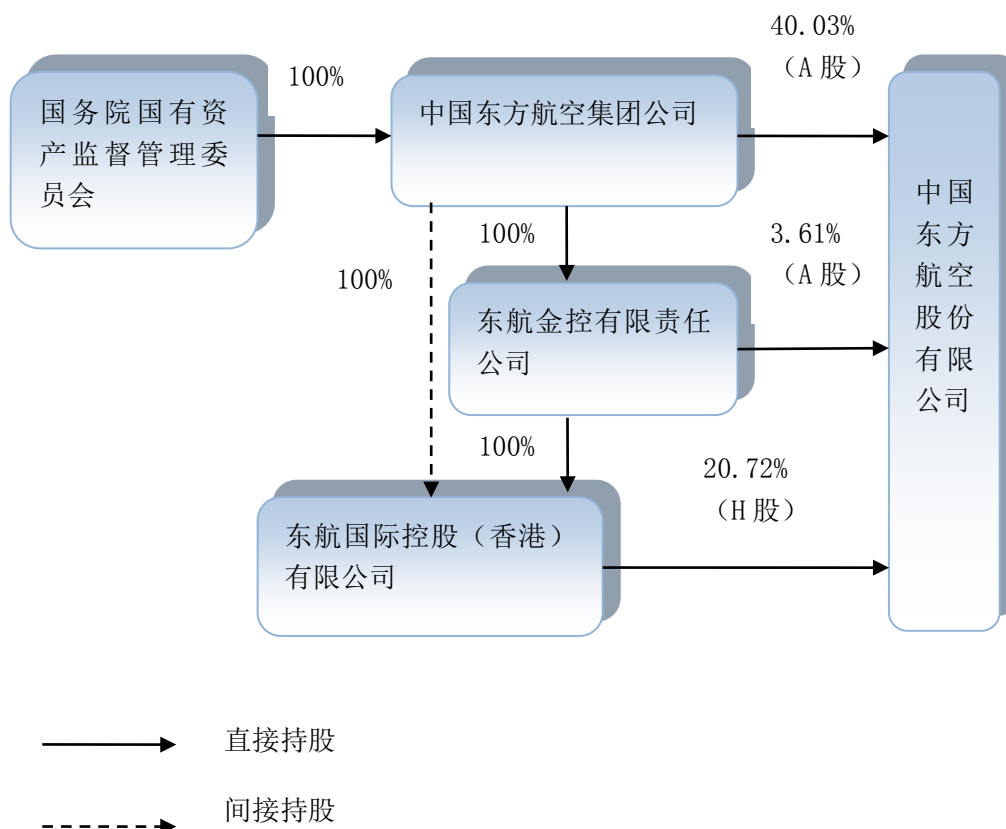 40.03%
（A 股）
100%
国务院国有资
产监督管理委
员会
中国东方航空集团公司
中国
东方
航空
股份
有限
公司
100%
3.61%
（A 股）
100%
东航金控有限责任
公司
100%
20.72%
（H 股）
东航国际控股（香港）
有限公司
直接持股
间接持股